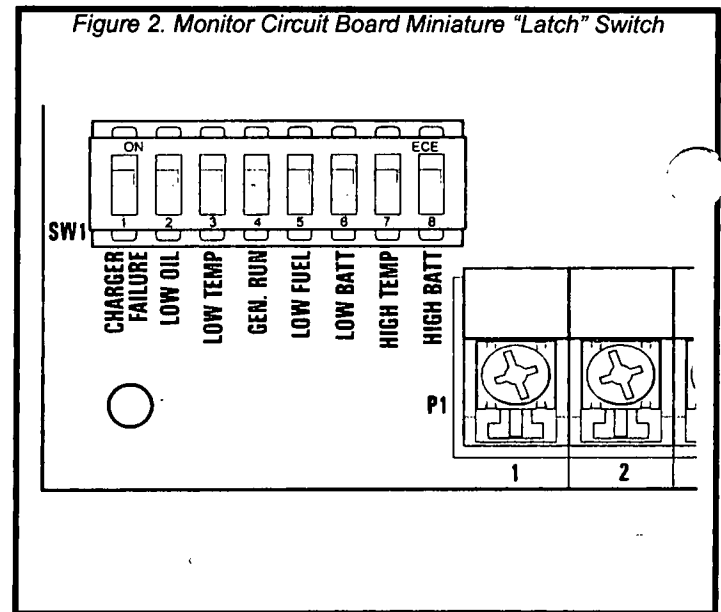 Figure 2. Monitor Circuit Board Miniature "Latch" Switch
ON ECE
1 2 3 4 5 6 7 8
SW1
CHARGER FAILURE
LOW OIL
LOW TEMP
GEN. RUN
LOW FUEL
LOW BATT
HIGH TEMP
HIGH BATT
P1
1 2